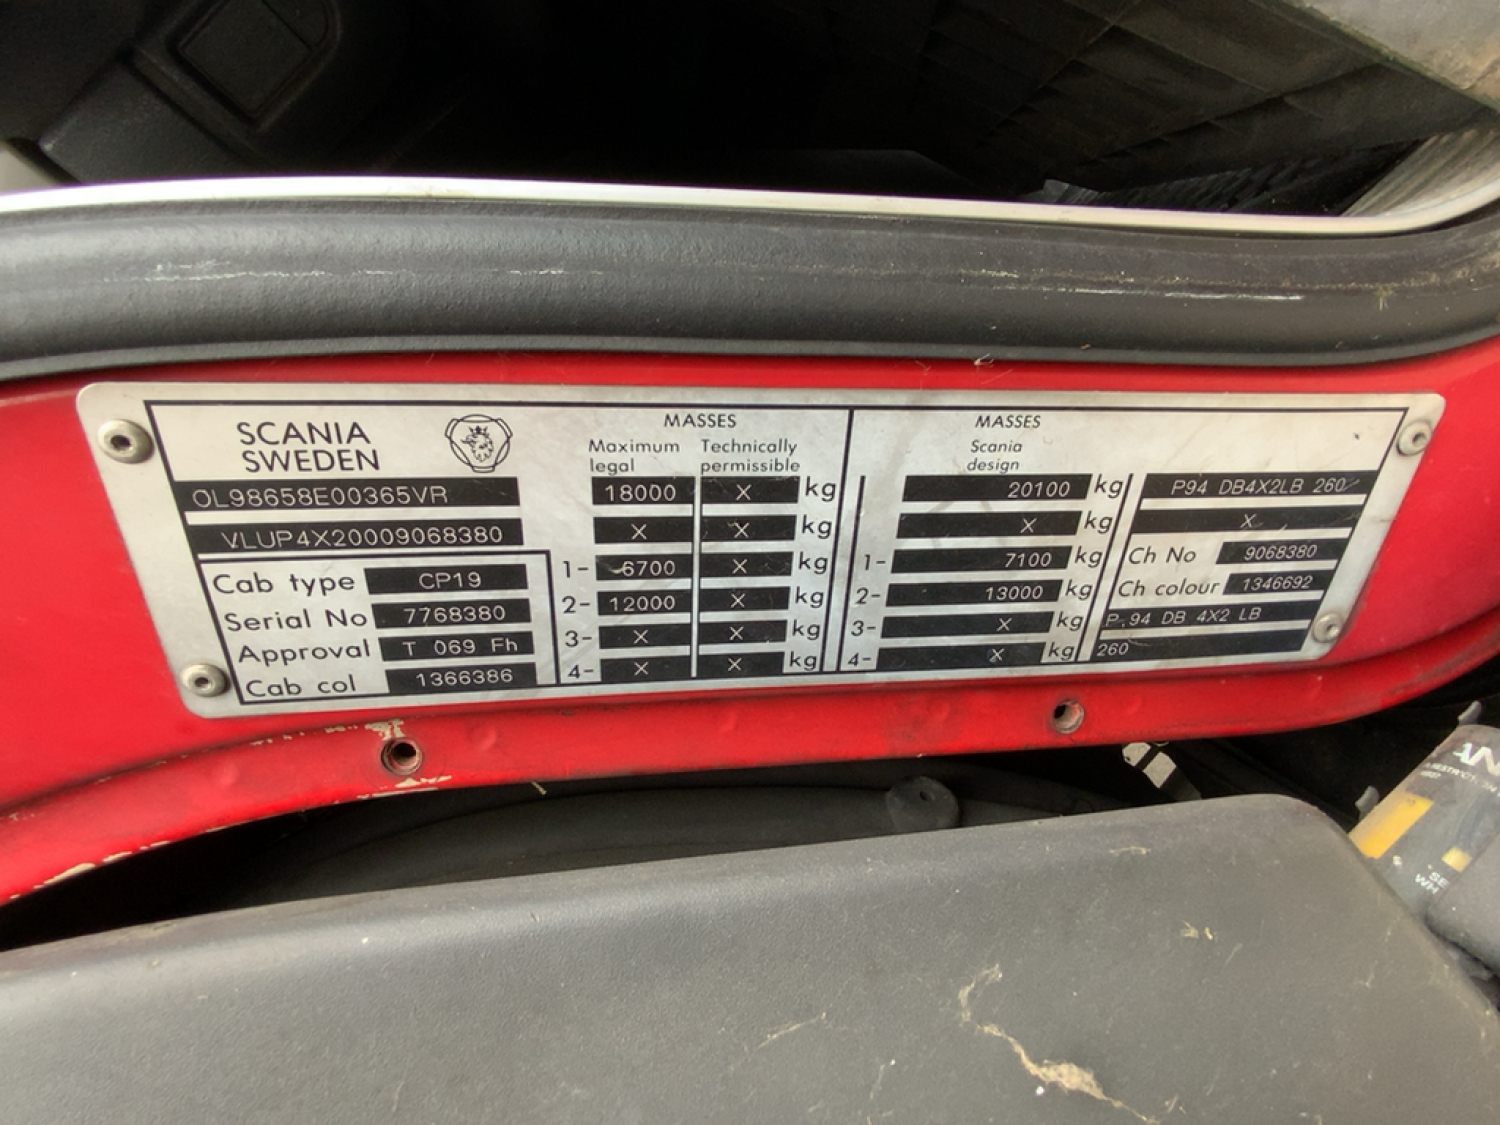 SCANIA
SWEDEN
OL98658E00365VR
VLUP4X20009068380
Cab type CP19
Serial No 7768380
Approval T 069 Fh
Cab col 1366386
MASSES
Maximum legal Technically permissible
18000 X kg
X X kg
1- 6700 X kg
2- 12000 X kg
3- X X kg
4- X X kg
MASSES
Scania design
20100 kg
X kg
1- 7100 kg
2- 13000 kg
3- X kg
4- X kg
P94 DB4X2LB 260
X
Ch No 9068380
Ch colour 1346692
P.94 DB 4X2 LB
260
AN
SE
WH